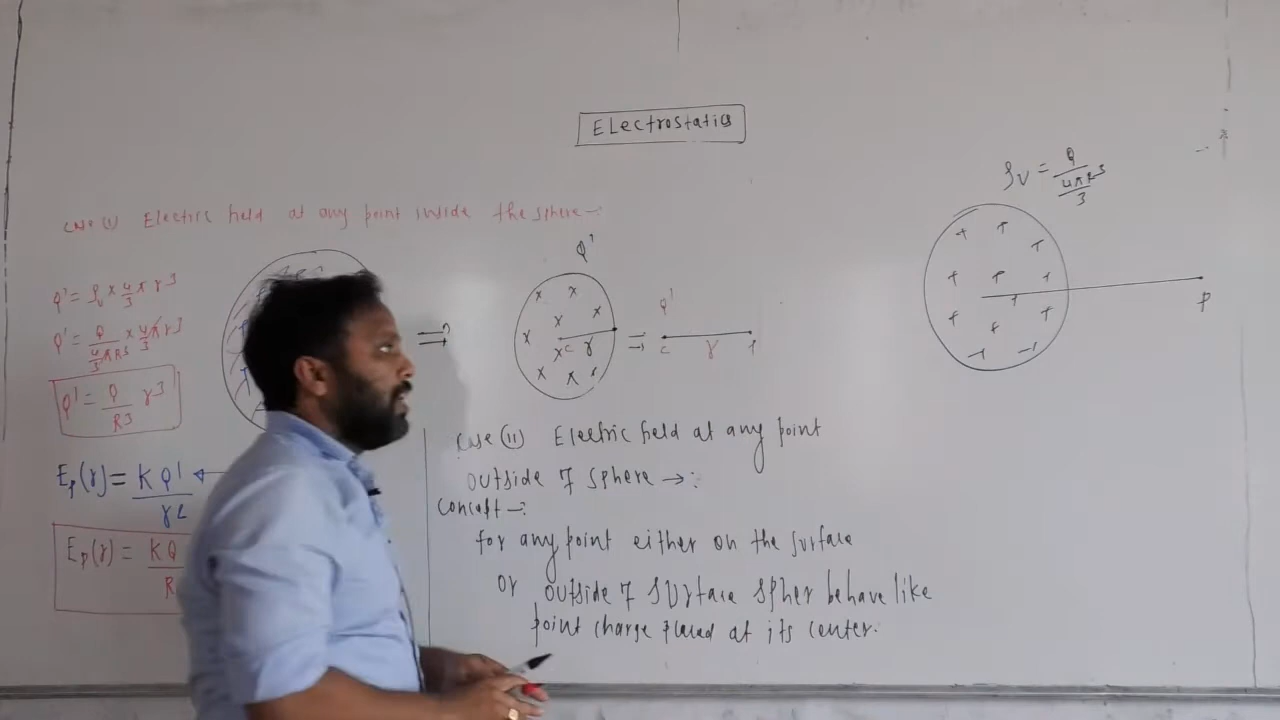 Electrostatics
ρv = Q / (4πR³/3)
Case (i) Electric field at any point inside the sphere →
Q' = ρv × 4/3 π r³
Q' = Q / (4/3 πR³) × 4/3 π r³
Q' = Q/R³ r³
Ep(r) = KQ' / r²
Ep(r) = KQ
R
⇒
Q'
c r
⇒
Q'
c r
P
Case (ii) Electric field at any point
outside of sphere →:
Concept →:
for any point either on the surface
or outside of surface spher behave like
point charge placed at its center.